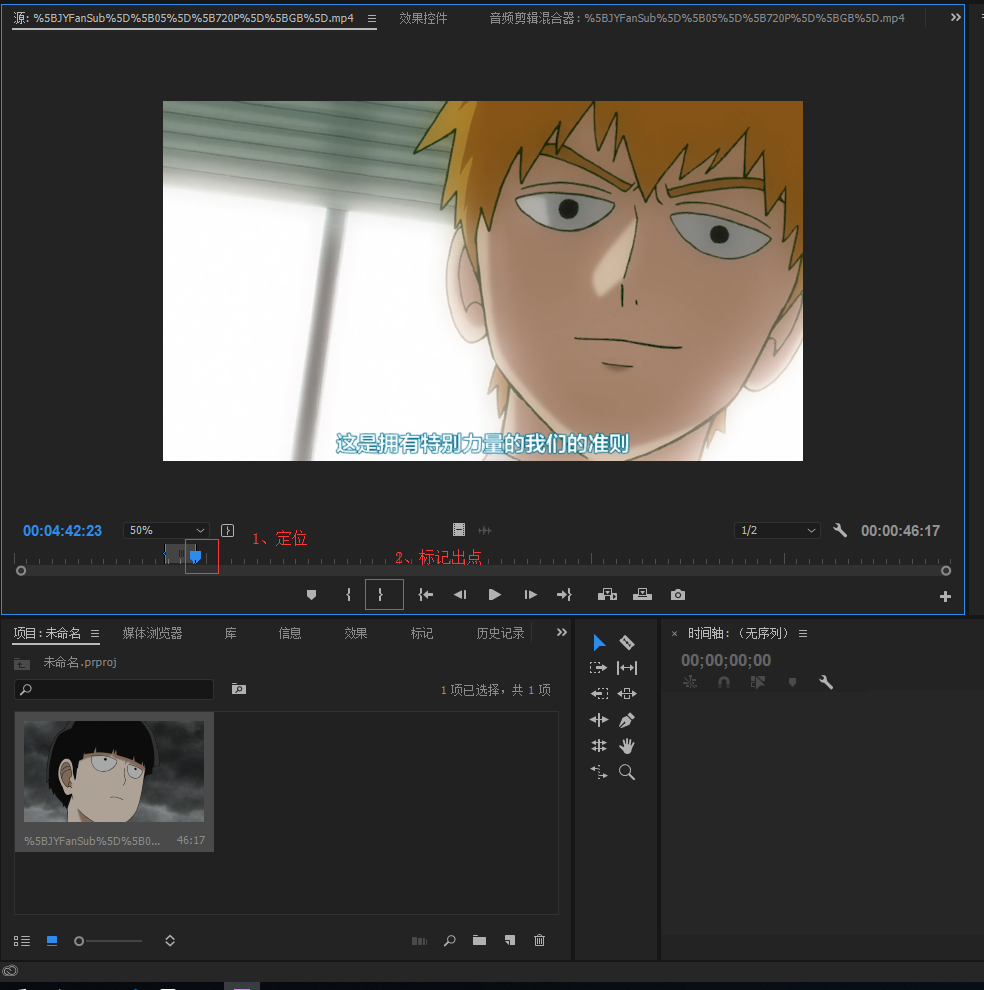 源: %5BJYFanSub%5D%5B05%5D%5B720P%5D%5BGB%5D.mp4 效果控件 音频剪辑混合器: %5BJYFanSub%5D%5B05%5D%5B720P%5D%5BGB%5D.mp4
这是拥有特别力量的我们的准则
00:04:42:23 50% 1/2 00:00:46:17
1、定位
2、标记出点
项目: 未命名 媒体浏览器 库 信息 效果 标记 历史记录
× 时间轴: (无序列)
未命名.prproj
00;00;00;00
1 项已选择，共 1 项
%5BJYFanSub%5D%5B0... 46:17